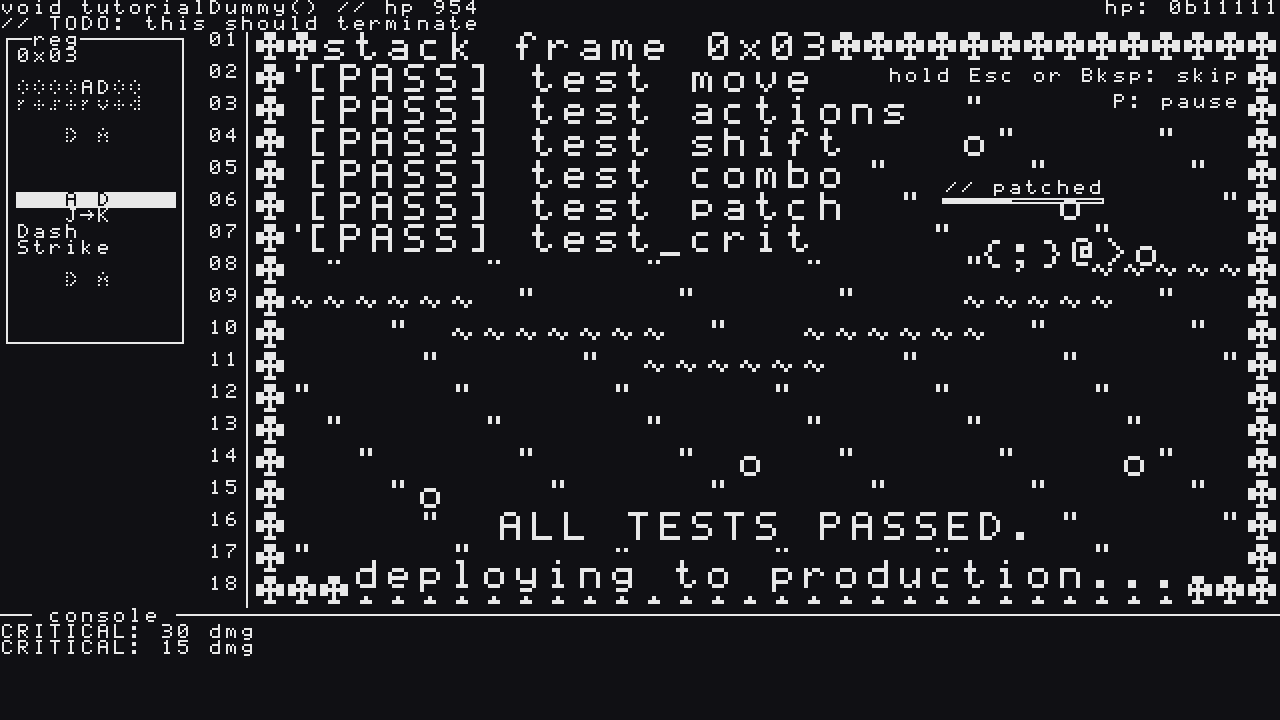 void tutorialDummy() // hp 954
// TODO: this should terminate
hp: 0b11111
reg
0x03
AD
reserved
D A
A D
J→K
Dash
Strike
D A
01
02
03
04
05
06
07
08
09
10
11
12
13
14
15
16
17
18
stack frame 0x03
'[PASS] test move
[PASS] test actions
[PASS] test shift
[PASS] test combo
[PASS] test patch
'[PASS] test_crit
hold Esc or Bksp: skip
P: pause
// patched
{;}@>
ALL TESTS PASSED.
deploying to production...
console
CRITICAL: 30 dmg
CRITICAL: 15 dmg